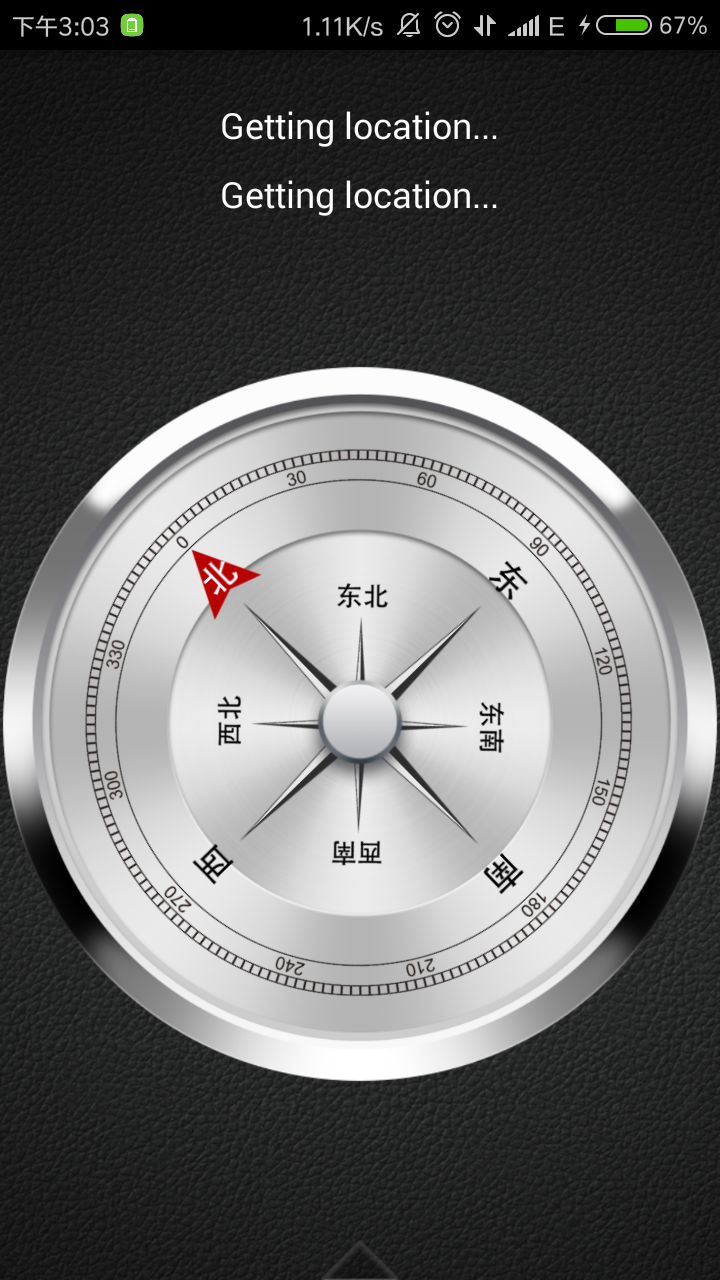 下午3:03 1.11K/s E 67%
Getting location...
Getting location...
30 60
0 90
北 东
东北
330 120
西北 东南
300 150
西南
西 南
270 180
240 210